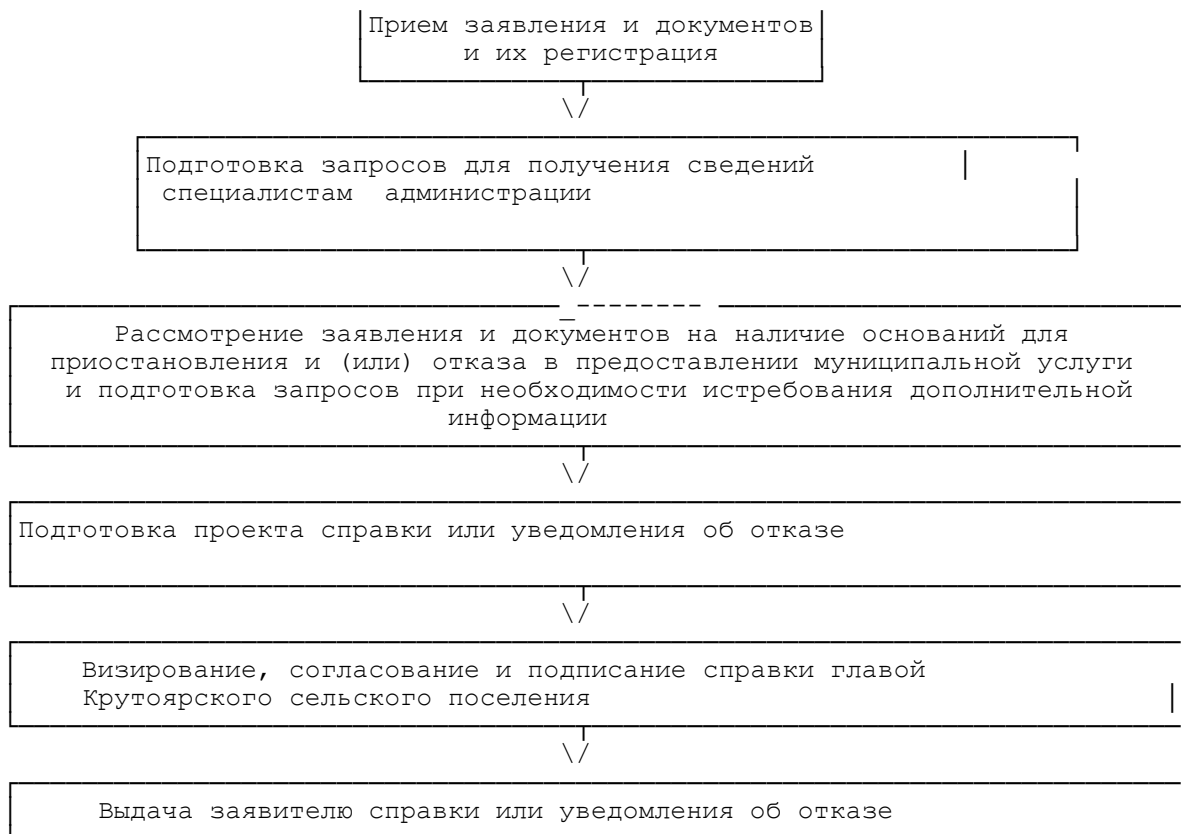 Прием заявления и документов
и их регистрация
Подготовка запросов для получения сведений
специалистам администрации
Рассмотрение заявления и документов на наличие оснований для
приостановления и (или) отказа в предоставлении муниципальной услуги
и подготовка запросов при необходимости истребования дополнительной
информации
Подготовка проекта справки или уведомления об отказе
Визирование, согласование и подписание справки главой
Крутоярского сельского поселения
Выдача заявителю справки или уведомления об отказе